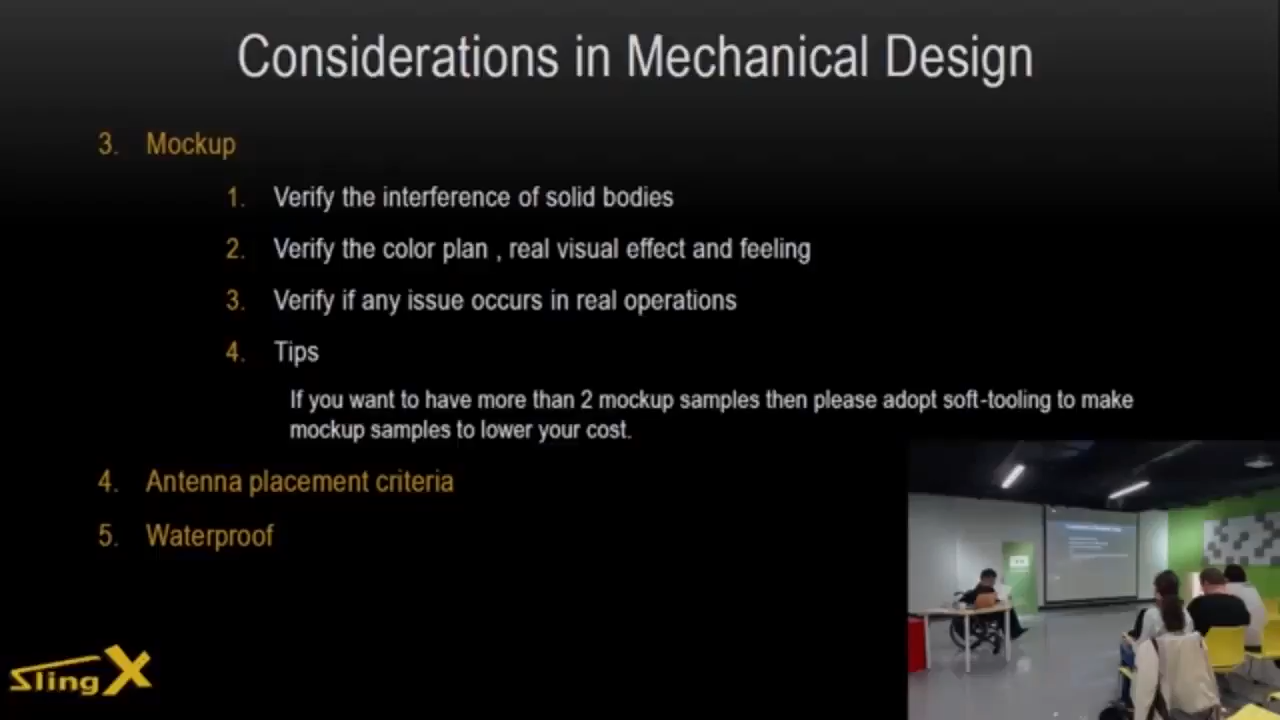 Considerations in Mechanical Design
3. Mockup
1. Verify the interference of solid bodies
2. Verify the color plan , real visual effect and feeling
3. Verify if any issue occurs in real operations
4. Tips
If you want to have more than 2 mockup samples then please adopt soft-tooling to make
mockup samples to lower your cost.
4. Antenna placement criteria
5. Waterproof
SlingX